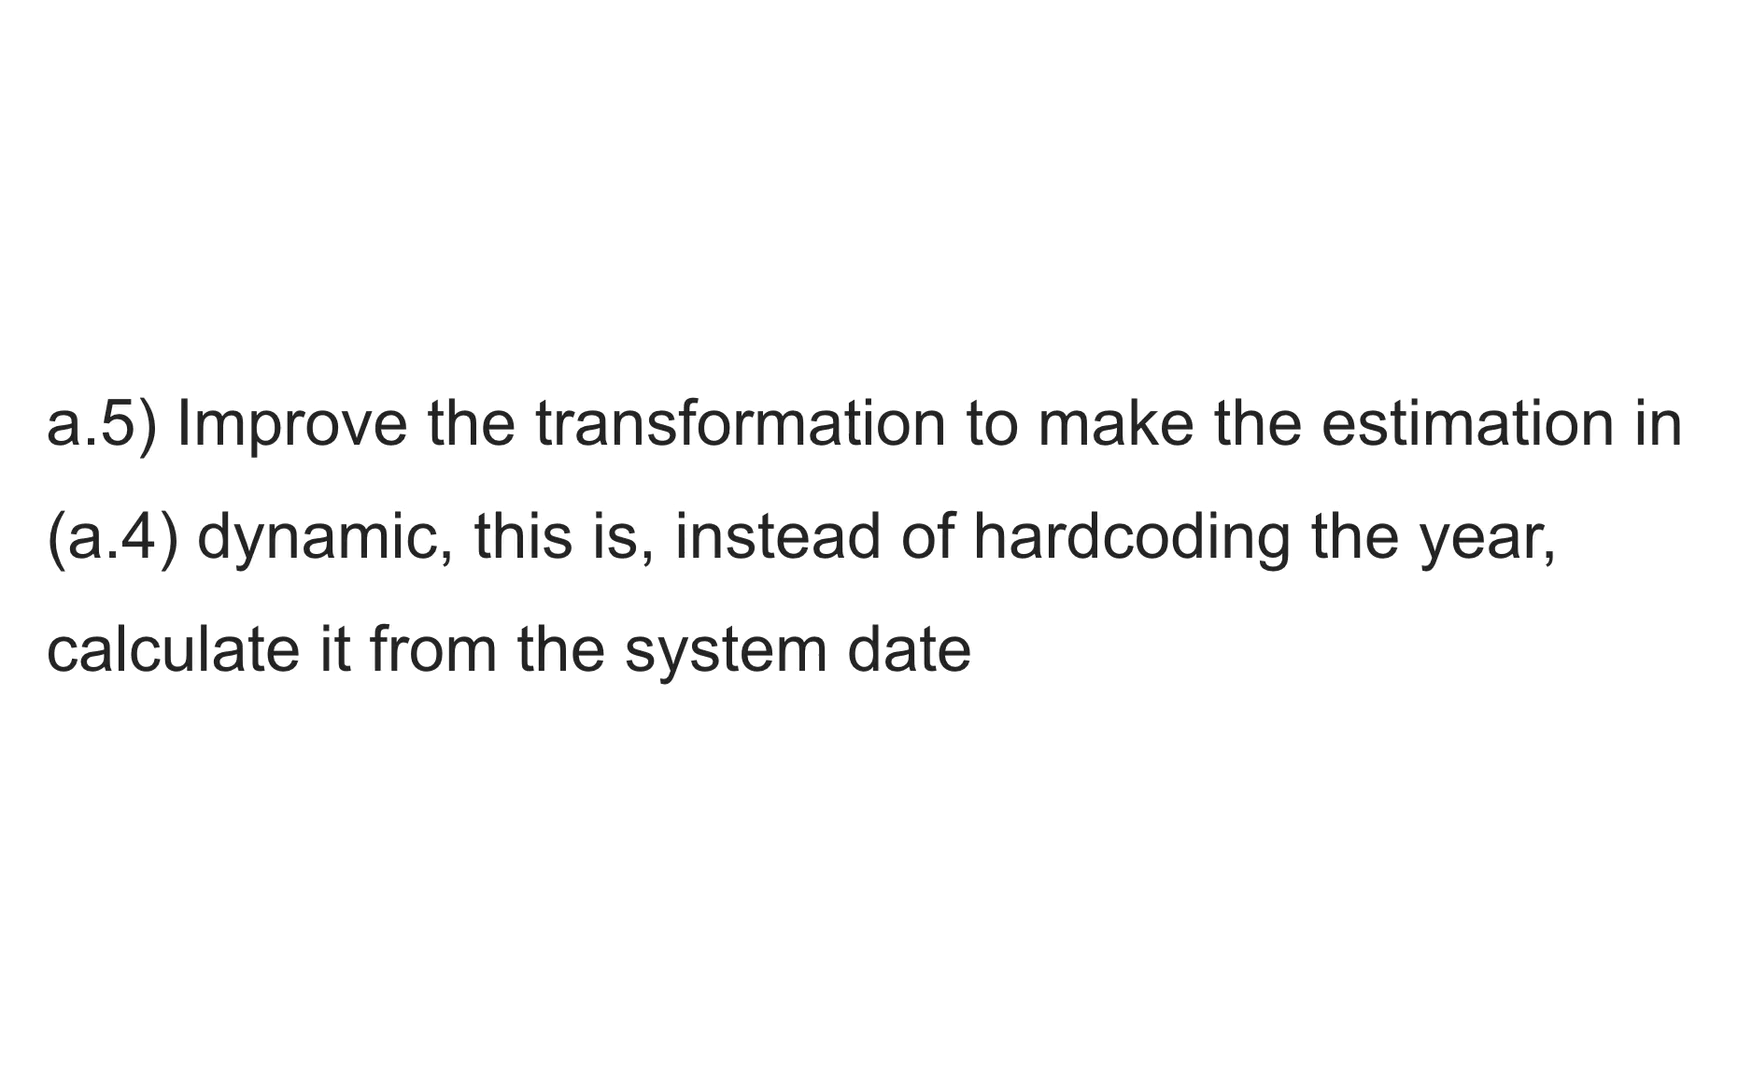 a.5) Improve the transformation to make the estimation in
(a.4) dynamic, this is, instead of hardcoding the year,
calculate it from the system date